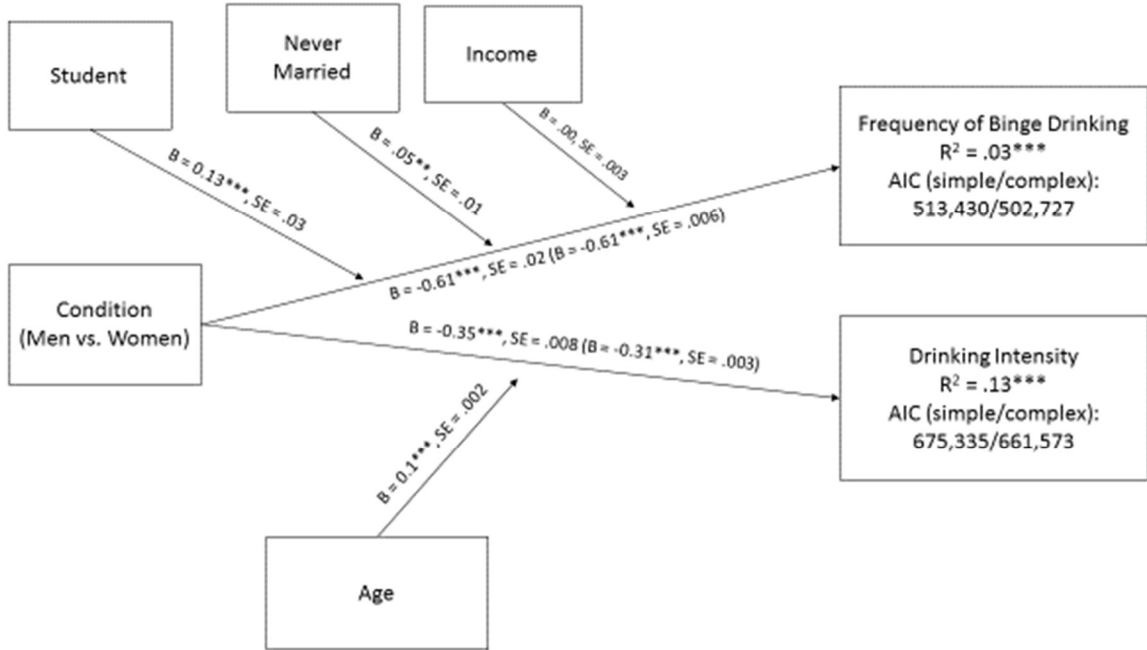 Student
Never
Married
Income
B = 0.13***, SE = .03
B = .05**, SE = .01
B = .00, SE = .003
Frequency of Binge Drinking
R² = .03***
AIC (simple/complex):
513,430/502,727
B = -0.61***, SE = .02 (B = -0.61***, SE = .006)
Condition
(Men vs. Women)
B = -0.35***, SE = .008 (B = -0.31***, SE = .003)
Drinking Intensity
R² = .13***
AIC (simple/complex):
675,335/661,573
B = 0.1***, SE = .002
Age